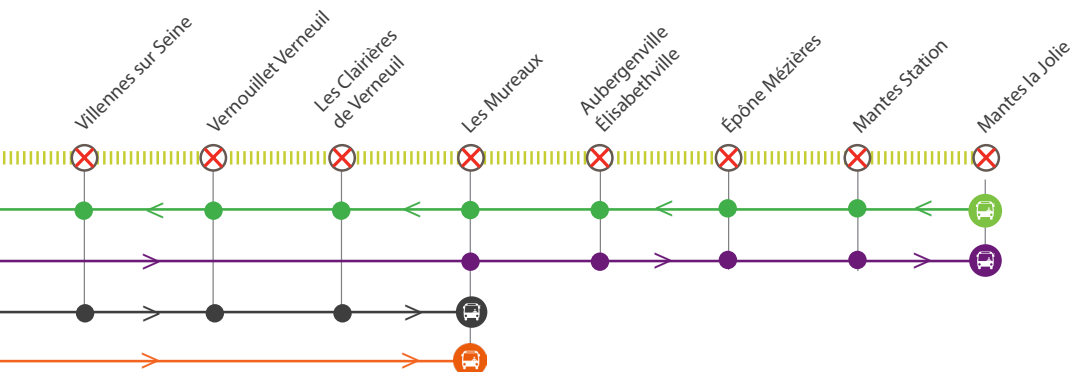 Villennes sur Seine
Vernouillet Verneuil
Les Clairières
de Verneuil
Les Mureaux
Aubergenville
Élisabethville
Épône Mézières
Mantes Station
Mantes la Jolie